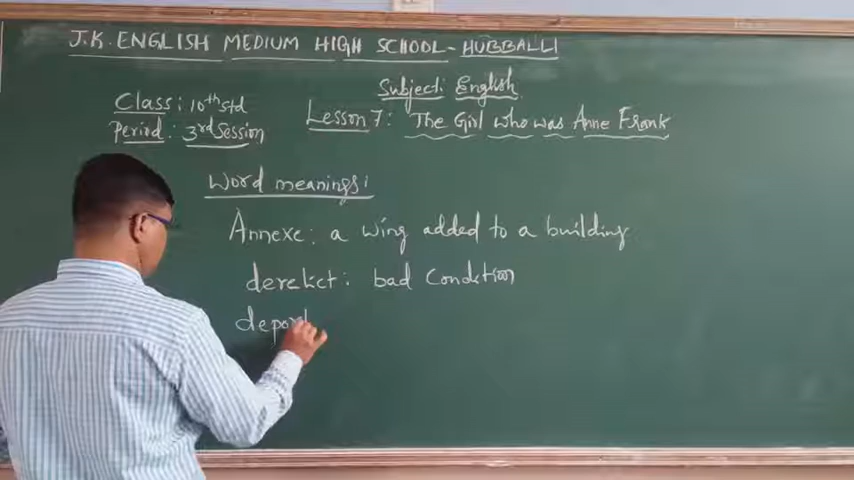 J.K. ENGLISH MEDIUM HIGH SCHOOL - HUBBALLI
Subject: English
Class: 10th std
Period: 3rd Session
Lesson 7: The Girl Who was Anne Frank
Word meanings:
Annexe: a wing added to a building
derelict: bad Condition
deport